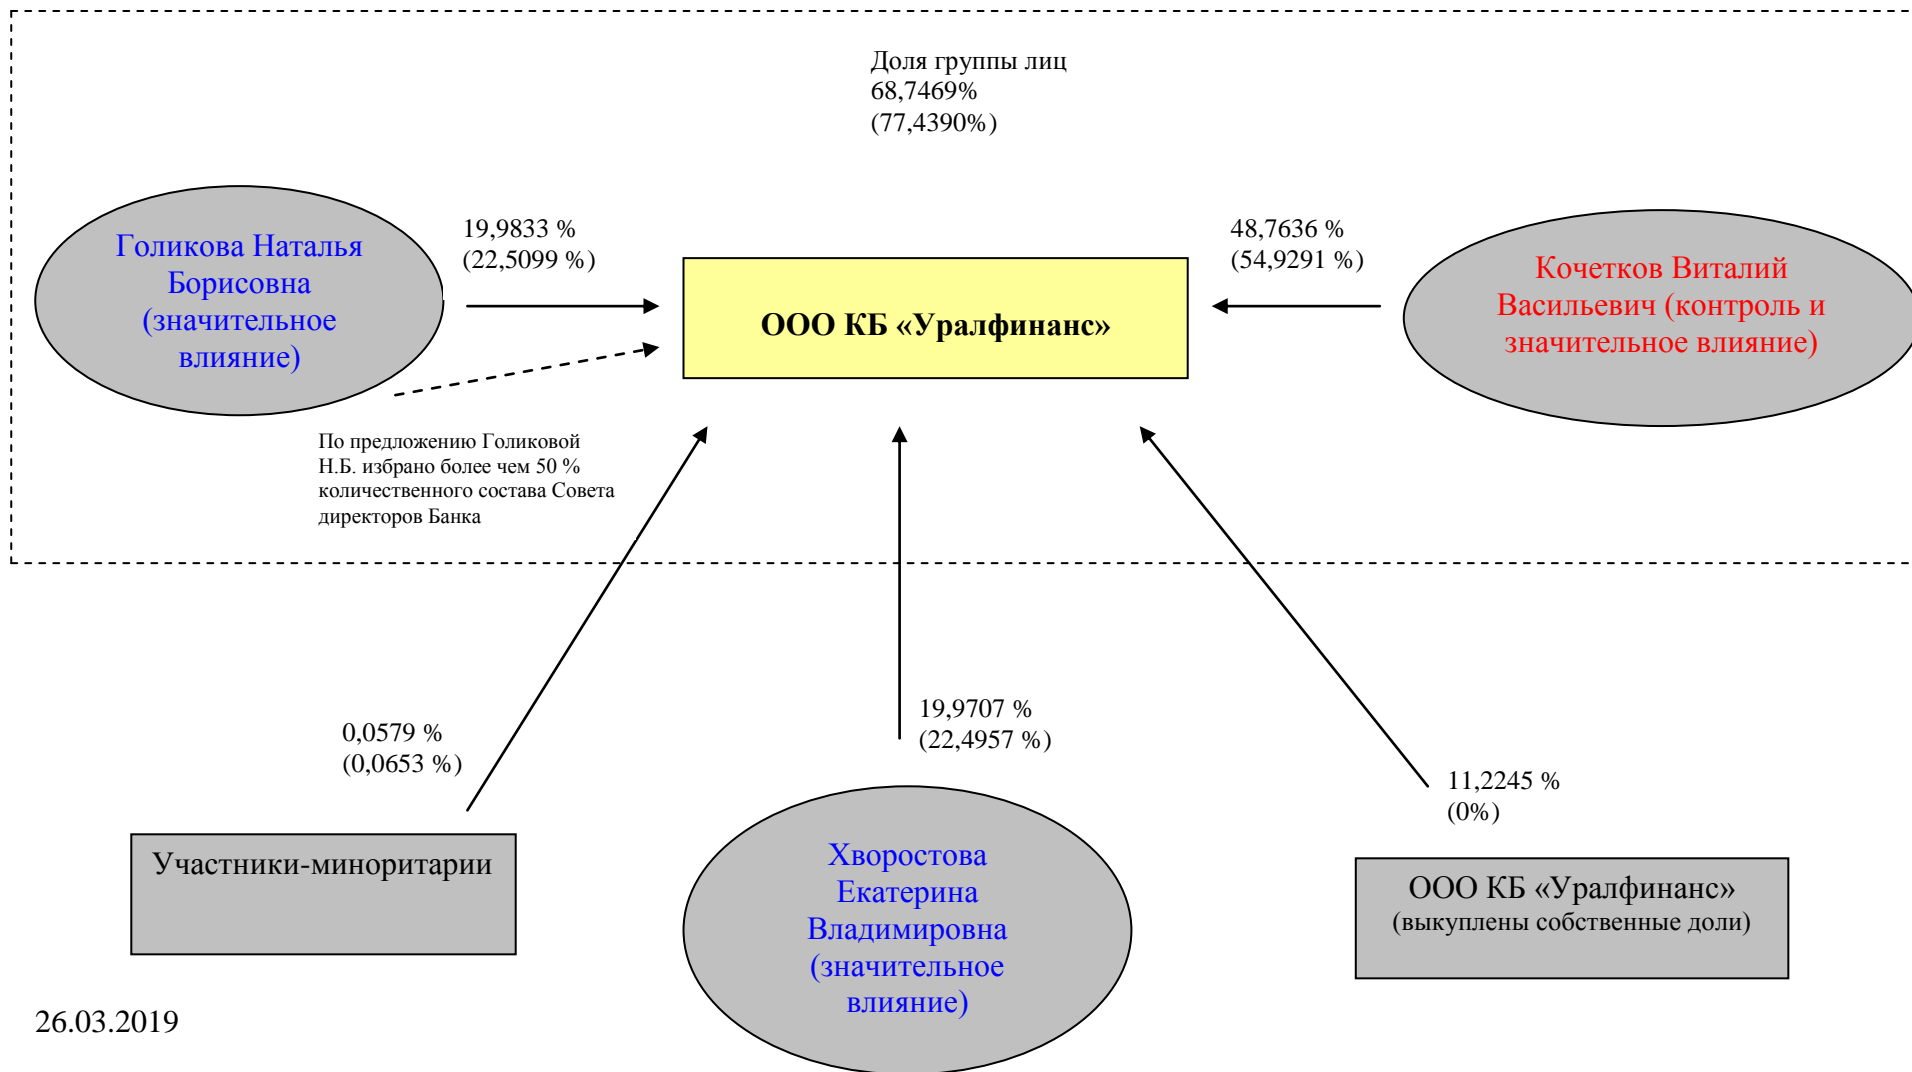 Доля группы лиц
68,7469%
(77,4390%)
Голикова Наталья
Борисовна
(значительное
влияние)
19,9833 %
(22,5099 %)
ООО КБ «Уралфинанс»
48,7636 %
(54,9291 %)
Кочетков Виталий
Васильевич (контроль и
значительное влияние)
По предложению Голиковой
Н.Б. избрано более чем 50 %
количественного состава Совета
директоров Банка
0,0579 %
(0,0653 %)
19,9707 %
(22,4957 %)
11,2245 %
(0%)
Участники-миноритарии
Хворостова
Екатерина
Владимировна
(значительное
влияние)
ООО КБ «Уралфинанс»
(выкуплены собственные доли)
26.03.2019